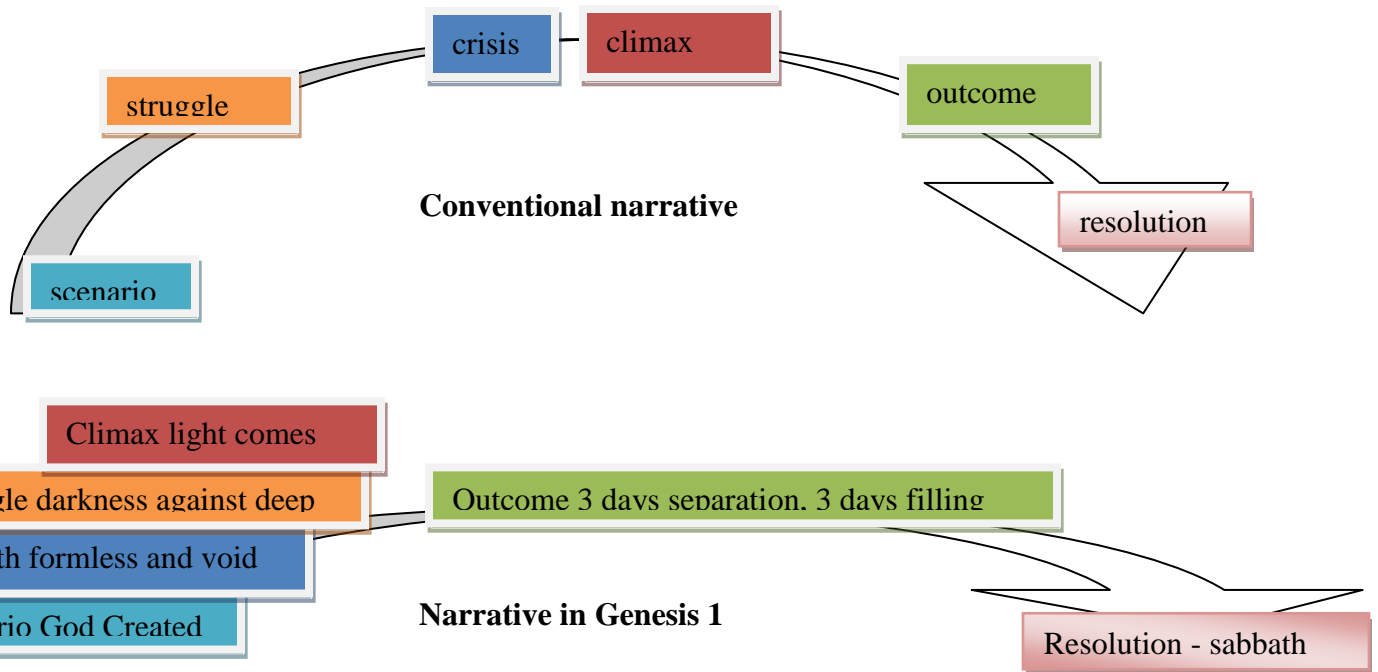 crisis
climax
struggle
outcome
Conventional narrative
resolution
scenario
Climax light comes
gle darkness against deep
Outcome 3 days separation, 3 days filling
th formless and void
rio God Created
Narrative in Genesis 1
Resolution - sabbath